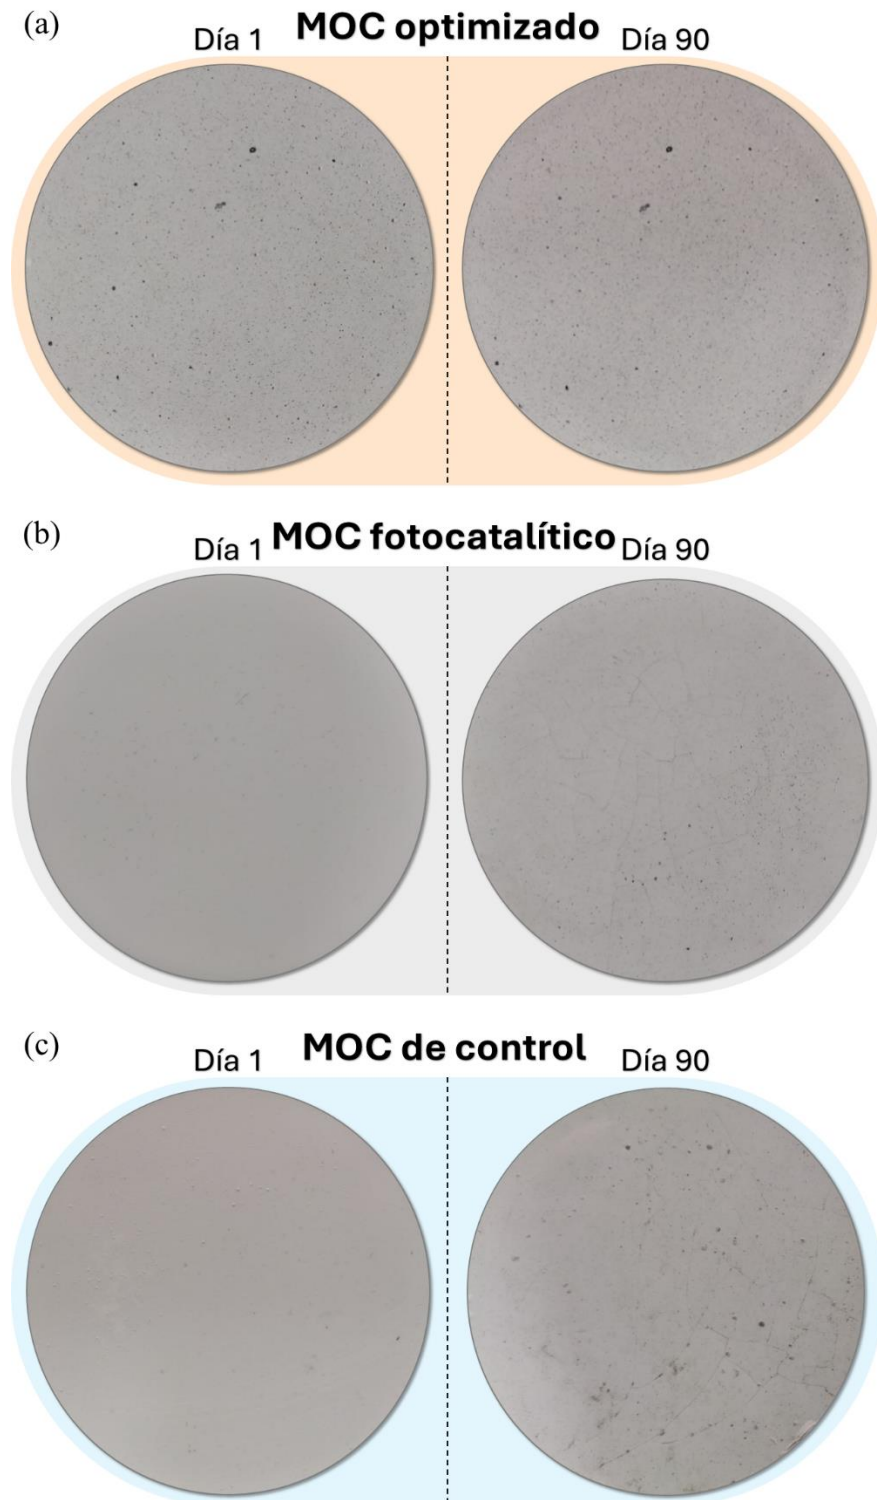 (a) MOC optimizado
Día 1 Día 90
(b) MOC fotocatalítico
Día 1 Día 90
(c) MOC de control
Día 1 Día 90